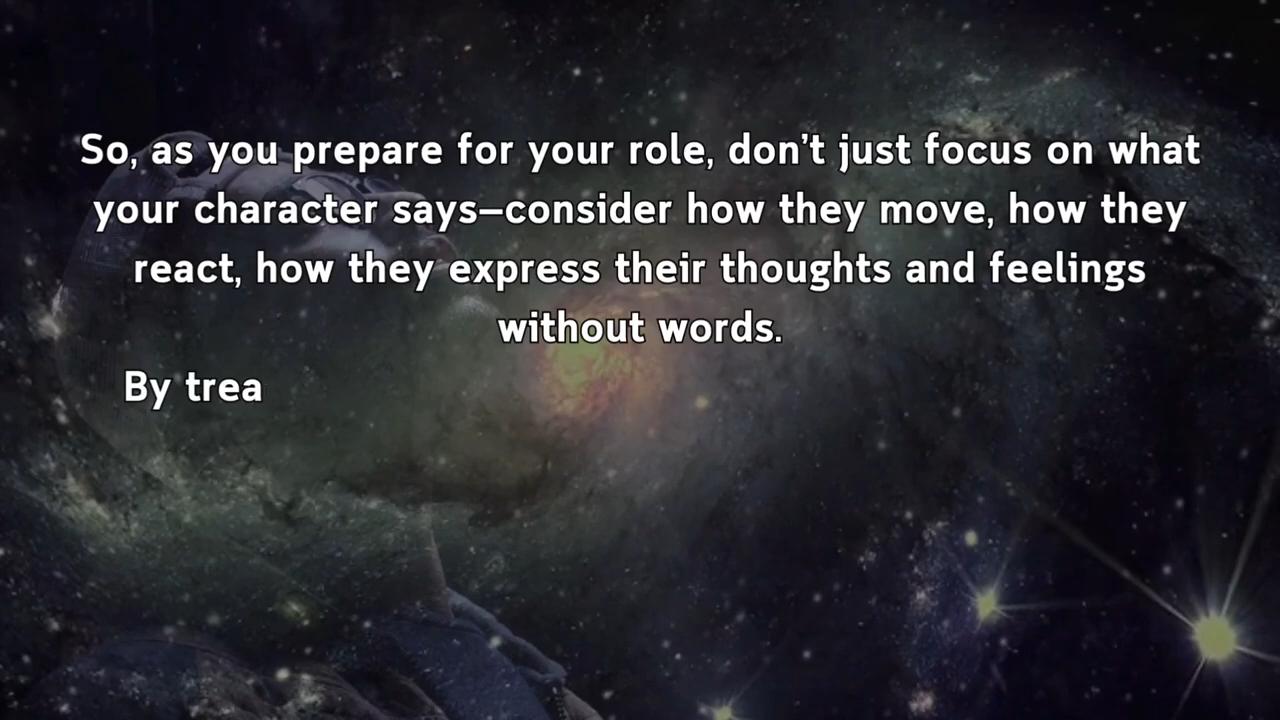 So, as you prepare for your role, don’t just focus on what
your character says—consider how they move, how they
react, how they express their thoughts and feelings
without words.
By trea